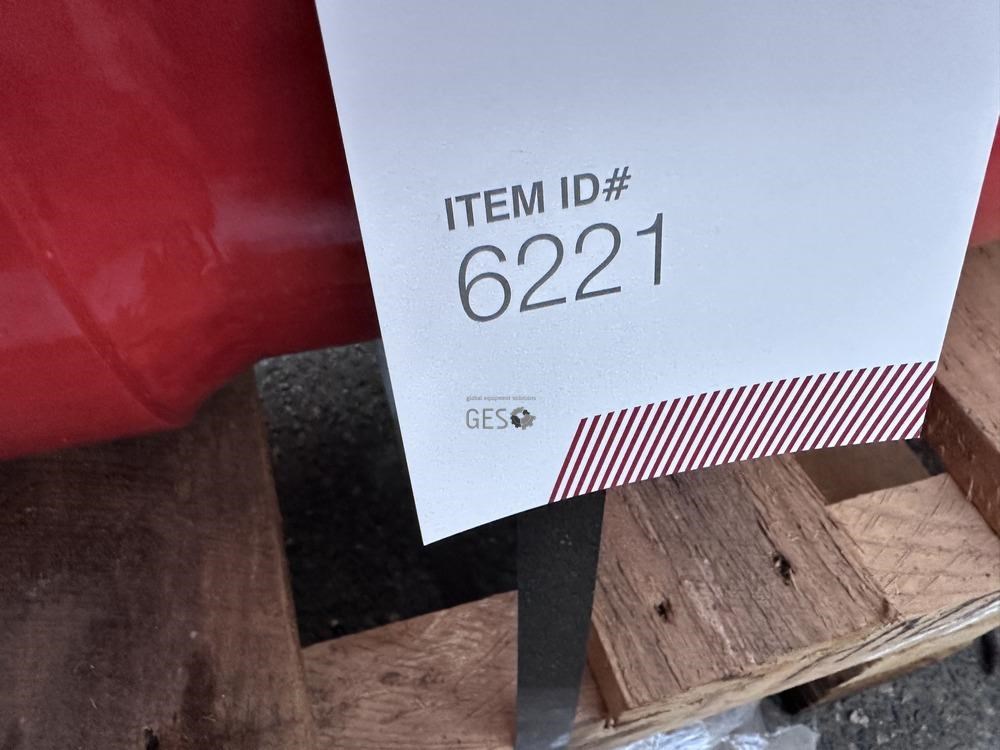 ITEM ID#
6221
global equipment solutions
GES